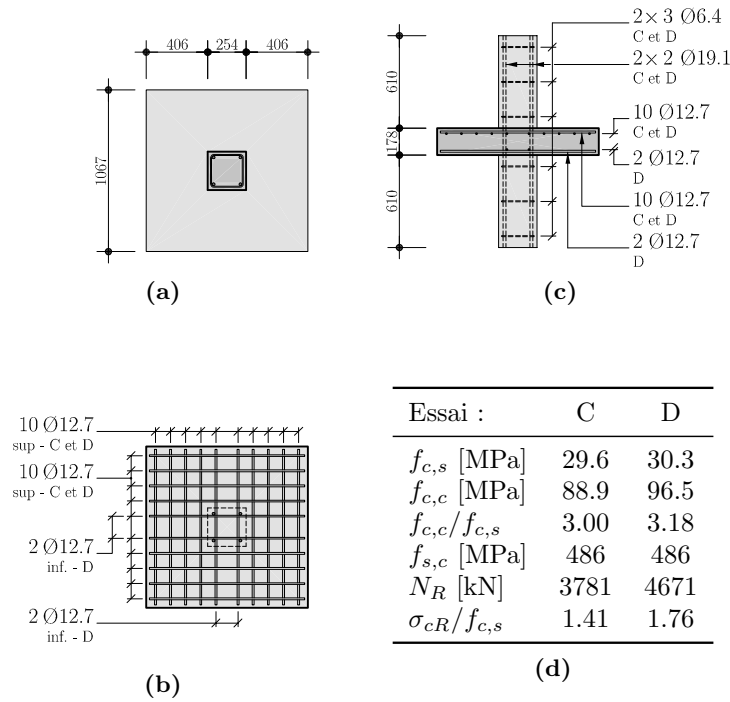 406 254 406
1067
(a)
2× 3 Ø6.4
C et D
2× 2 Ø19.1
C et D
10 Ø12.7
C et D
2 Ø12.7
D
10 Ø12.7
C et D
2 Ø12.7
D
610
178
610
(c)
10 Ø12.7
sup - C et D
10 Ø12.7
sup - C et D
2 Ø12.7
inf. - D
2 Ø12.7
inf. - D
(b)
Essai : C D
f_{c,s} [MPa] 29.6 30.3
f_{c,c} [MPa] 88.9 96.5
f_{c,c}/f_{c,s} 3.00 3.18
f_{s,c} [MPa] 486 486
N_R [kN] 3781 4671
σ_{cR}/f_{c,s} 1.41 1.76
(d)